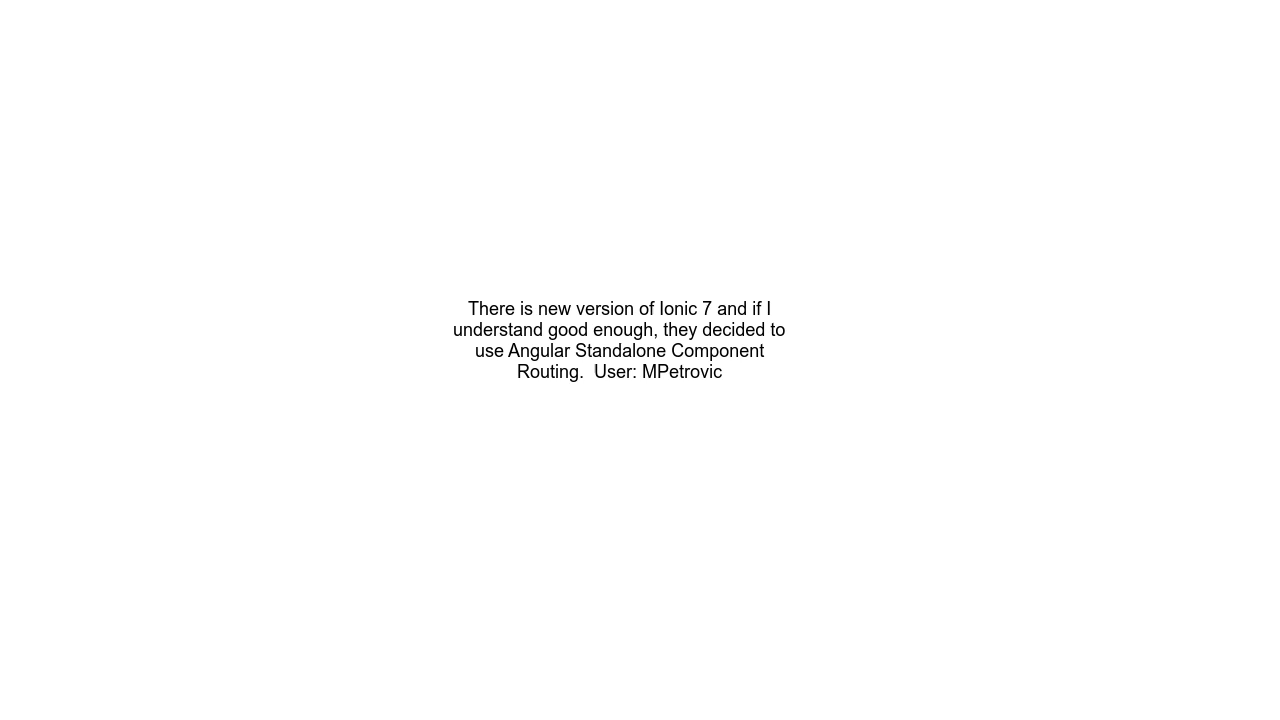 There is new version of Ionic 7 and if I
understand good enough, they decided to
use Angular Standalone Component
Routing.  User: MPetrovic